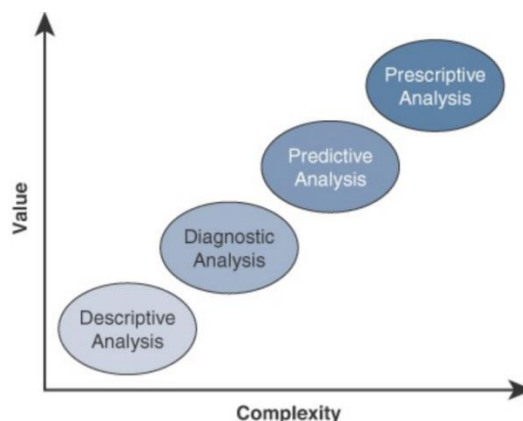 Prescriptive
Analysis
Predictive
Analysis
Value
Diagnostic
Analysis
Descriptive
Analysis
Complexity